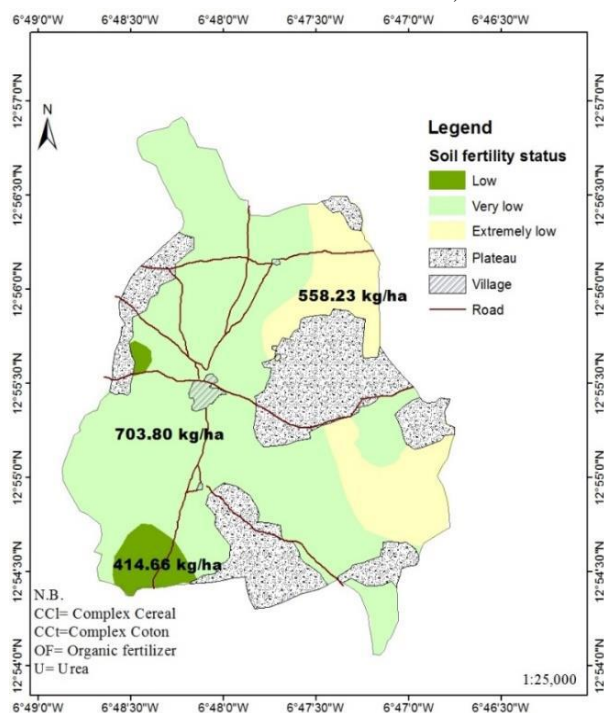 6°49'0"W 6°48'30"W 6°48'0"W 6°47'30"W 6°47'0"W 6°46'30"W
12°57'0"N 12°57'0"N
N
Legend
Soil fertility status
Low
Very low
Extremely low
Plateau
Village
Road
12°56'30"N 12°56'30"N
12°56'0"N 12°56'0"N
558.23 kg/ha
12°55'30"N 12°55'30"N
703.80 kg/ha
12°55'0"N 12°55'0"N
12°54'30"N 12°54'30"N
414.66 kg/ha
N.B.
CCl= Complex Cereal
CCt=Complex Coton
OF= Organic fertilizer
U= Urea
12°54'0"N 12°54'0"N
1:25,000
6°49'0"W 6°48'30"W 6°48'0"W 6°47'30"W 6°47'0"W 6°46'30"W